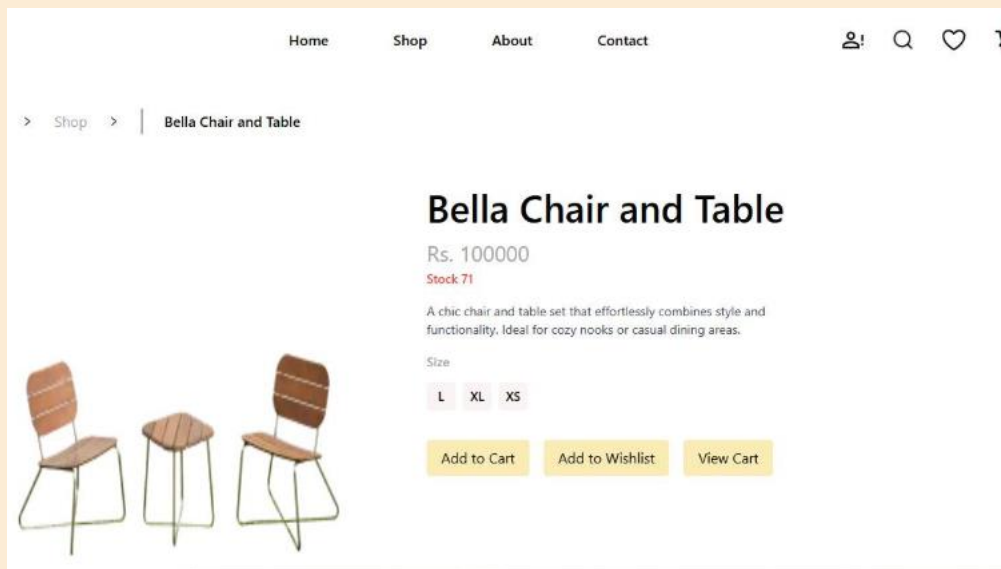 Home Shop About Contact
> Shop > Bella Chair and Table
Bella Chair and Table
Rs. 100000
Stock 71
A chic chair and table set that effortlessly combines style and
functionality. Ideal for cozy nooks or casual dining areas.
Size
L XL XS
Add to Cart Add to Wishlist View Cart